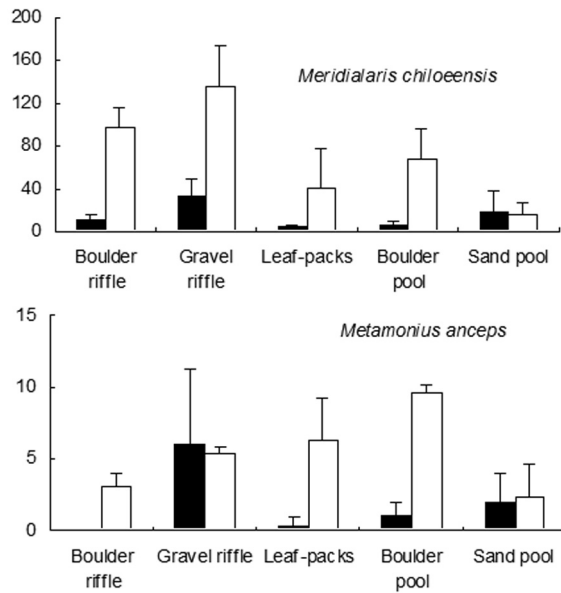 200
160
120
80
40
0
Meridialaris chiloeensis
Boulder riffle
Gravel riffle
Leaf-packs
Boulder pool
Sand pool
15
10
5
0
Metamonius anceps
Boulder riffle
Gravel riffle
Leaf-packs
Boulder pool
Sand pool